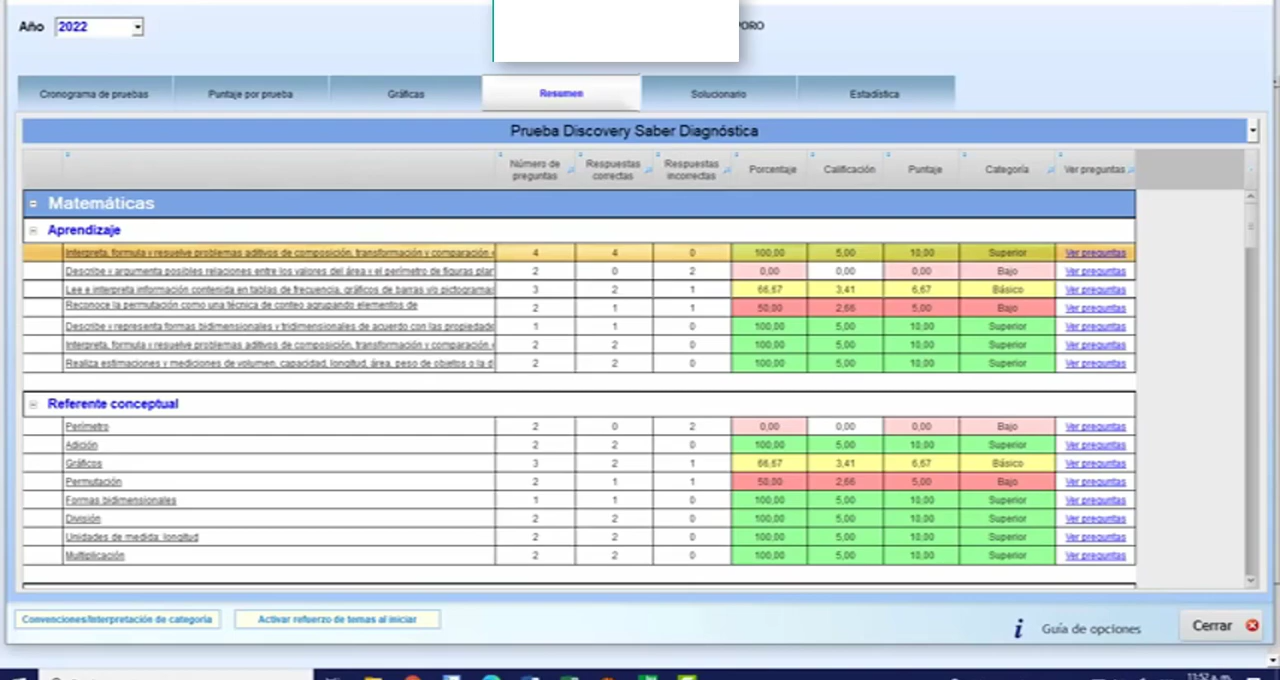 Año 2022
Cronograma de pruebas Puntaje por prueba Gráficas Resumen Solucionario Estadística
Prueba Discovery Saber Diagnóstica
Número de preguntas Respuestas correctas Respuestas incorrectas Porcentaje Calificación Puntaje Categoría Ver preguntas
Matemáticas
Aprendizaje
Interpreta, formula y resuelve problemas aditivos de composición, transformación y comparación 4 4 0 100,00 5,00 10,00 Superior Ver preguntas
Describe y argumenta posibles relaciones entre los valores del área y el perímetro de figuras plan 2 0 2 0,00 0,00 0,00 Bajo Ver preguntas
Lee e interpreta información contenida en tablas de frecuencia, gráficos de barras y/o pictogramas 3 2 1 66,67 3,41 6,67 Básico Ver preguntas
Reconoce la permutación como una técnica de conteo agrupando elementos de 2 1 1 50,00 2,66 5,00 Bajo Ver preguntas
Describe y representa formas bidimensionales y tridimensionales de acuerdo con las propiedade 1 1 0 100,00 5,00 10,00 Superior Ver preguntas
Interpreta, formula y resuelve problemas aditivos de composición, transformación y comparación 2 2 0 100,00 5,00 10,00 Superior Ver preguntas
Realiza estimaciones y mediciones de volumen, capacidad, longitud, área, peso de objetos o la d 2 2 0 100,00 5,00 10,00 Superior Ver preguntas
Referente conceptual
Perímetro 2 0 2 0,00 0,00 0,00 Bajo Ver preguntas
Adición 2 2 0 100,00 5,00 10,00 Superior Ver preguntas
Gráficos 3 2 1 66,67 3,41 6,67 Básico Ver preguntas
Permutación 2 1 1 50,00 2,66 5,00 Bajo Ver preguntas
Formas bidimensionales 1 1 0 100,00 5,00 10,00 Superior Ver preguntas
División 2 2 0 100,00 5,00 10,00 Superior Ver preguntas
Unidades de medida: longitud 2 2 0 100,00 5,00 10,00 Superior Ver preguntas
Multiplicación 2 2 0 100,00 5,00 10,00 Superior Ver preguntas
Convenciones/Interpretación de categoría Activar refuerzo de temas al iniciar
Guía de opciones Cerrar